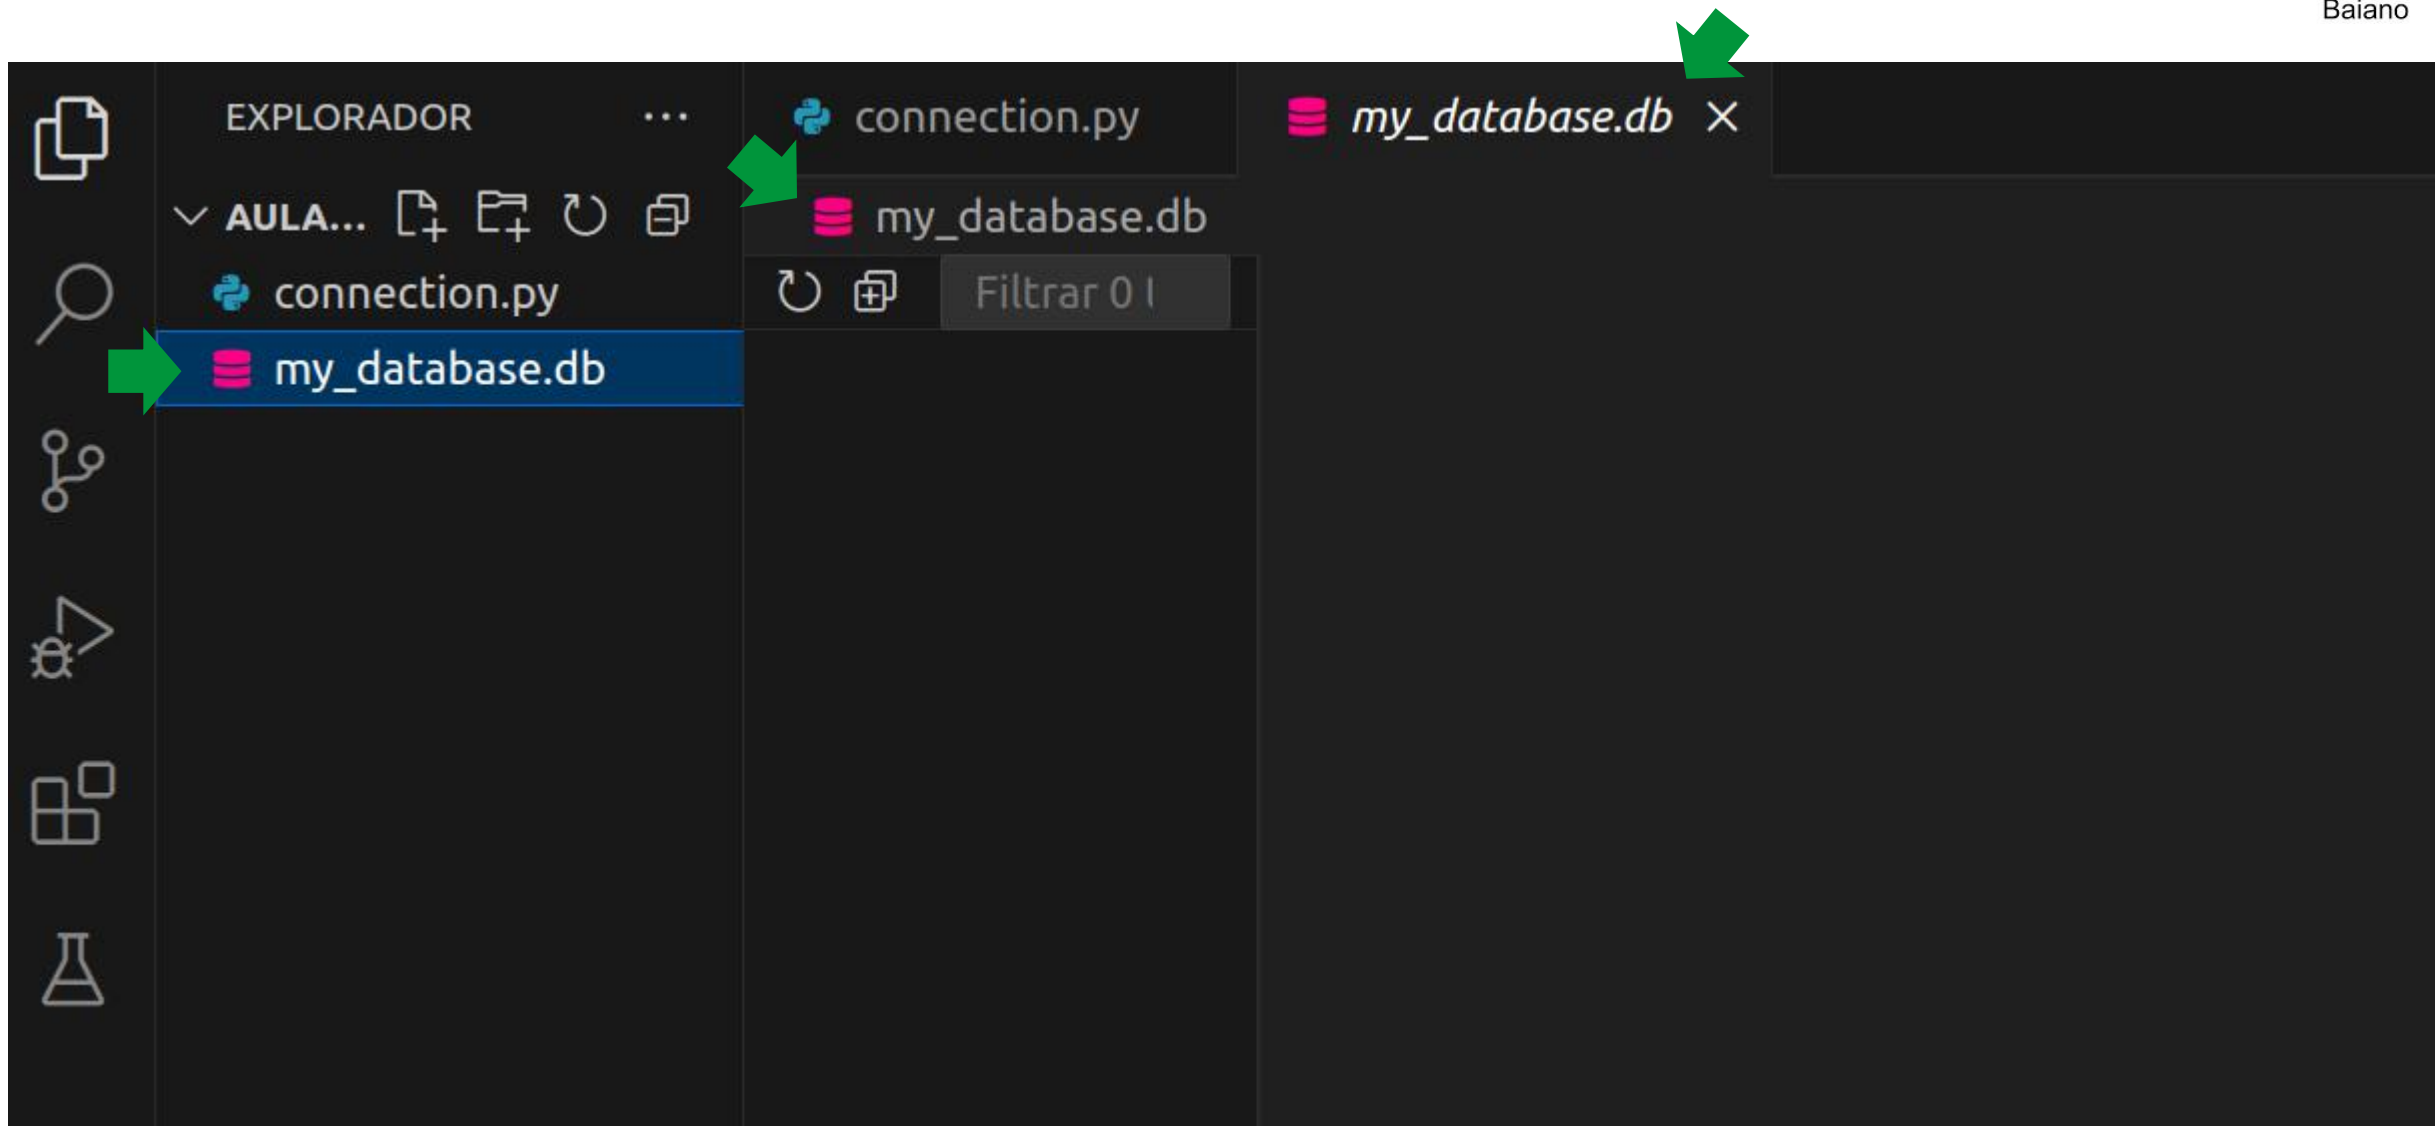 Baiano
EXPLORADOR ...
connection.py
my_database.db
AULA...
my_database.db
connection.py
Filtrar 0
my_database.db